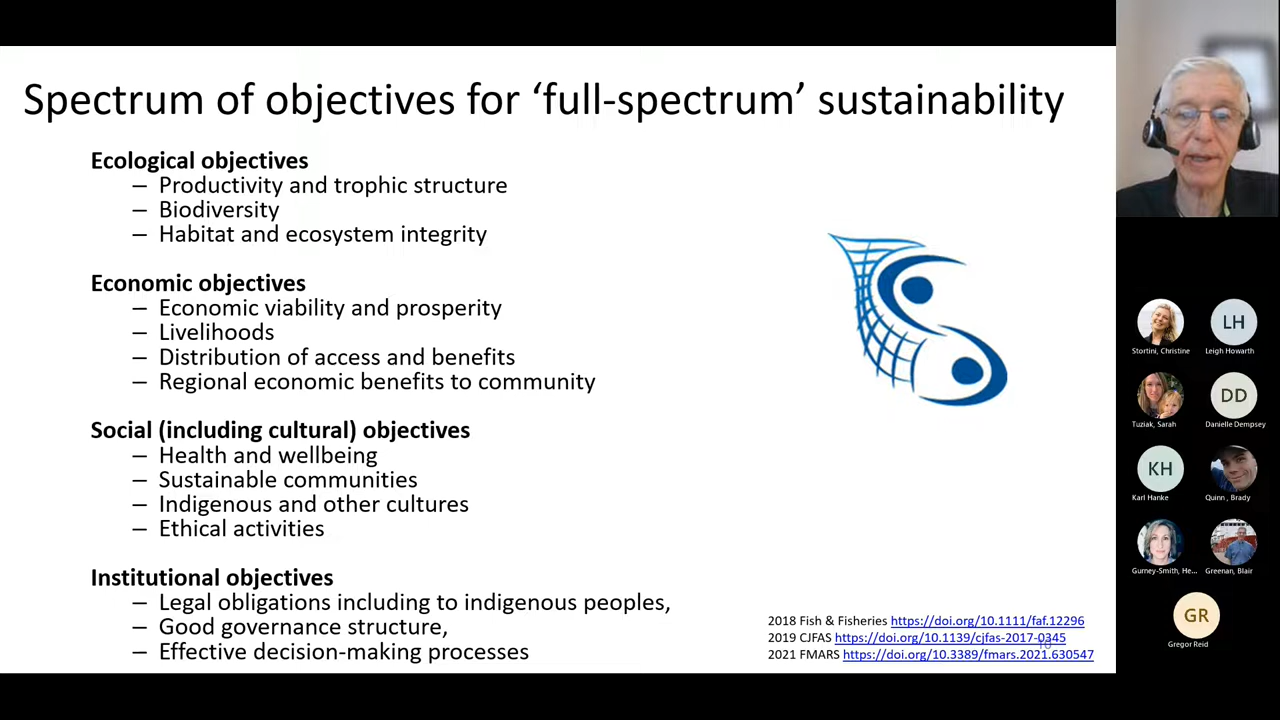 Spectrum of objectives for ‘full-spectrum’ sustainability
Ecological objectives
– Productivity and trophic structure
– Biodiversity
– Habitat and ecosystem integrity
Economic objectives
– Economic viability and prosperity
– Livelihoods
– Distribution of access and benefits
– Regional economic benefits to community
Social (including cultural) objectives
– Health and wellbeing
– Sustainable communities
– Indigenous and other cultures
– Ethical activities
Institutional objectives
– Legal obligations including to indigenous peoples,
– Good governance structure,
– Effective decision-making processes
2018 Fish & Fisheries https://doi.org/10.1111/faf.12296
2019 CJFAS https://doi.org/10.1139/cjfas-2017-0345
2021 FMARS https://doi.org/10.3389/fmars.2021.630547
LH
Stortini, Christine
Leigh Howarth
DD
Tuziak, Sarah
Danielle Dempsey
KH
Karl Hanke
Quinn , Brady
Gurney-Smith, He...
Greenan, Blair
GR
Gregor Reid